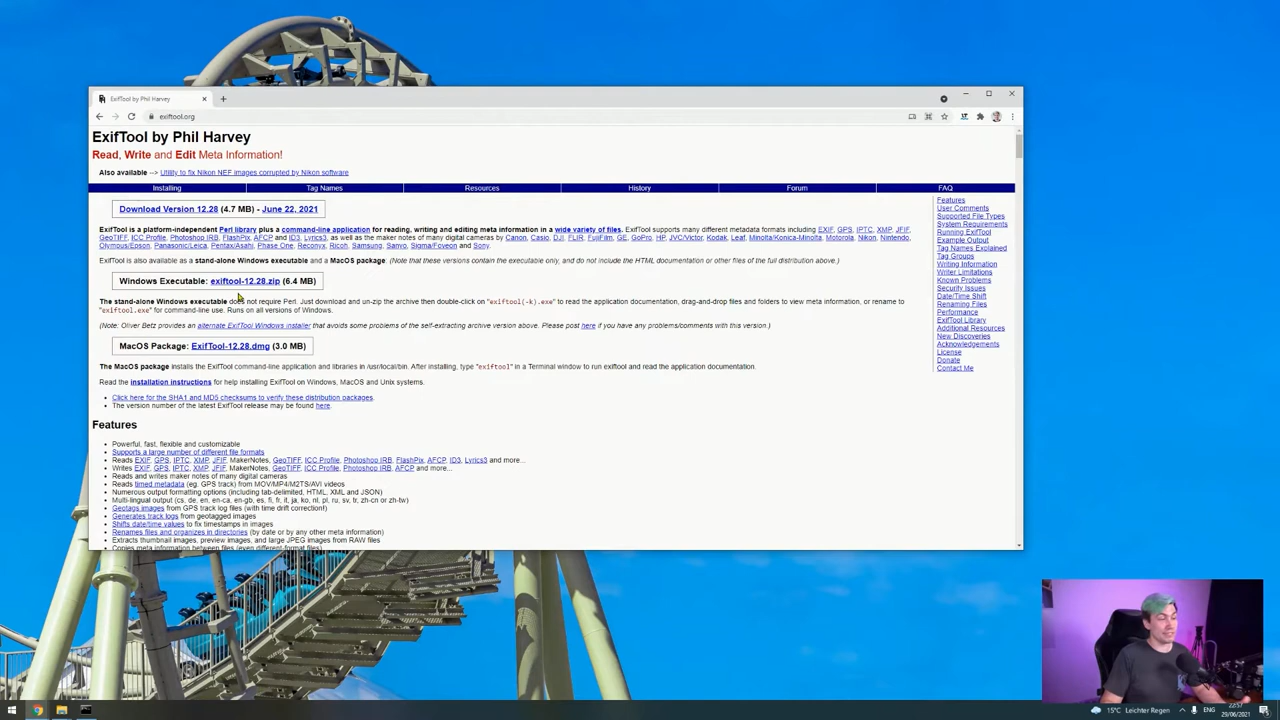 ExifTool by Phil Harvey
exiftool.org
ExifTool by Phil Harvey
Read, Write and Edit Meta Information!
Also available --> Utility to fix Nikon NEF images corrupted by Nikon software
Installing Tag Names Resources History Forum FAQ
Download Version 12.28 (4.7 MB) - June 22, 2021
ExifTool is a platform-independent Perl library plus a command-line application for reading, writing and editing meta information in a wide variety of files. ExifTool supports many different metadata formats including EXIF, GPS, IPTC, XMP, JFIF,
GeoTIFF, ICC Profile, Photoshop IRB, FlashPix, AFCP and ID3, Lyrics3, as well as the maker notes of many digital cameras by Canon, Casio, DJI, FLIR, FujiFilm, GE, GoPro, HP, JVC/Victor, Kodak, Leaf, Minolta/Konica-Minolta, Motorola, Nikon, Nintendo,
Olympus/Epson, Panasonic/Leica, Pentax/Asahi, Phase One, Reconyx, Ricoh, Samsung, Sanyo, Sigma/Foveon and Sony.
ExifTool is also available as a stand-alone Windows executable and a MacOS package: (Note that these versions contain the executable only, and do not include the HTML documentation or other files of the full distribution above.)
Windows Executable: exiftool-12.28.zip (6.4 MB)
The stand-alone Windows executable does not require Perl. Just download and un-zip the archive then double-click on "exiftool(-k).exe" to read the application documentation, drag-and-drop files and folders to view meta information, or rename to
"exiftool.exe" for command-line use. Runs on all versions of Windows.
(Note: Oliver Betz provides an alternate ExifTool Windows installer that avoids some problems of the self-extracting archive version above. Please post here if you have any problems/comments with this version.)
MacOS Package: ExifTool-12.28.dmg (3.0 MB)
The MacOS package installs the ExifTool command-line application and libraries in /usr/local/bin. After installing, type "exiftool" in a Terminal window to run exiftool and read the application documentation.
Read the installation instructions for help installing ExifTool on Windows, MacOS and Unix systems.
• Click here for the SHA1 and MD5 checksums to verify these distribution packages.
• The version number of the latest ExifTool release may be found here.
Features
• Powerful, fast, flexible and customizable
• Supports a large number of different file formats
• Reads EXIF, GPS, IPTC, XMP, JFIF, MakerNotes, GeoTIFF, ICC Profile, Photoshop IRB, FlashPix, AFCP, ID3, Lyrics3 and more...
• Writes EXIF, GPS, IPTC, XMP, JFIF, MakerNotes, GeoTIFF, ICC Profile, Photoshop IRB, AFCP and more...
• Reads and writes maker notes of many digital cameras
• Reads timed metadata (eg. GPS track) from MOV/MP4/M2TS/AVI videos
• Numerous output formatting options (including tab-delimited, HTML, XML and JSON)
• Multi-lingual output (cs, de, en, en-ca, en-gb, es, fi, fr, it, ja, ko, nl, pl, ru, sv, tr, zh-cn or zh-tw)
• Geotags images from GPS track log files (with time drift correction!)
• Generates track logs from geotagged images
• Shifts date/time values to fix timestamps in images
• Renames files and organizes in directories (by date or by any other meta information)
• Extracts thumbnail images, preview images, and large JPEG images from RAW files
• Copies meta information between files (even different-format files)
Features
User Comments
Supported File Types
System Requirements
Running ExifTool
Example Output
Tag Names Explained
Tag Groups
Writing Information
Writer Limitations
Known Problems
Security Issues
Date/Time Shift
Renaming Files
Performance
ExifTool Library
Additional Resources
New Discoveries
Acknowledgements
License
Donate
Contact Me
15°C Leichter Regen
ENG
22:57
29/06/2021